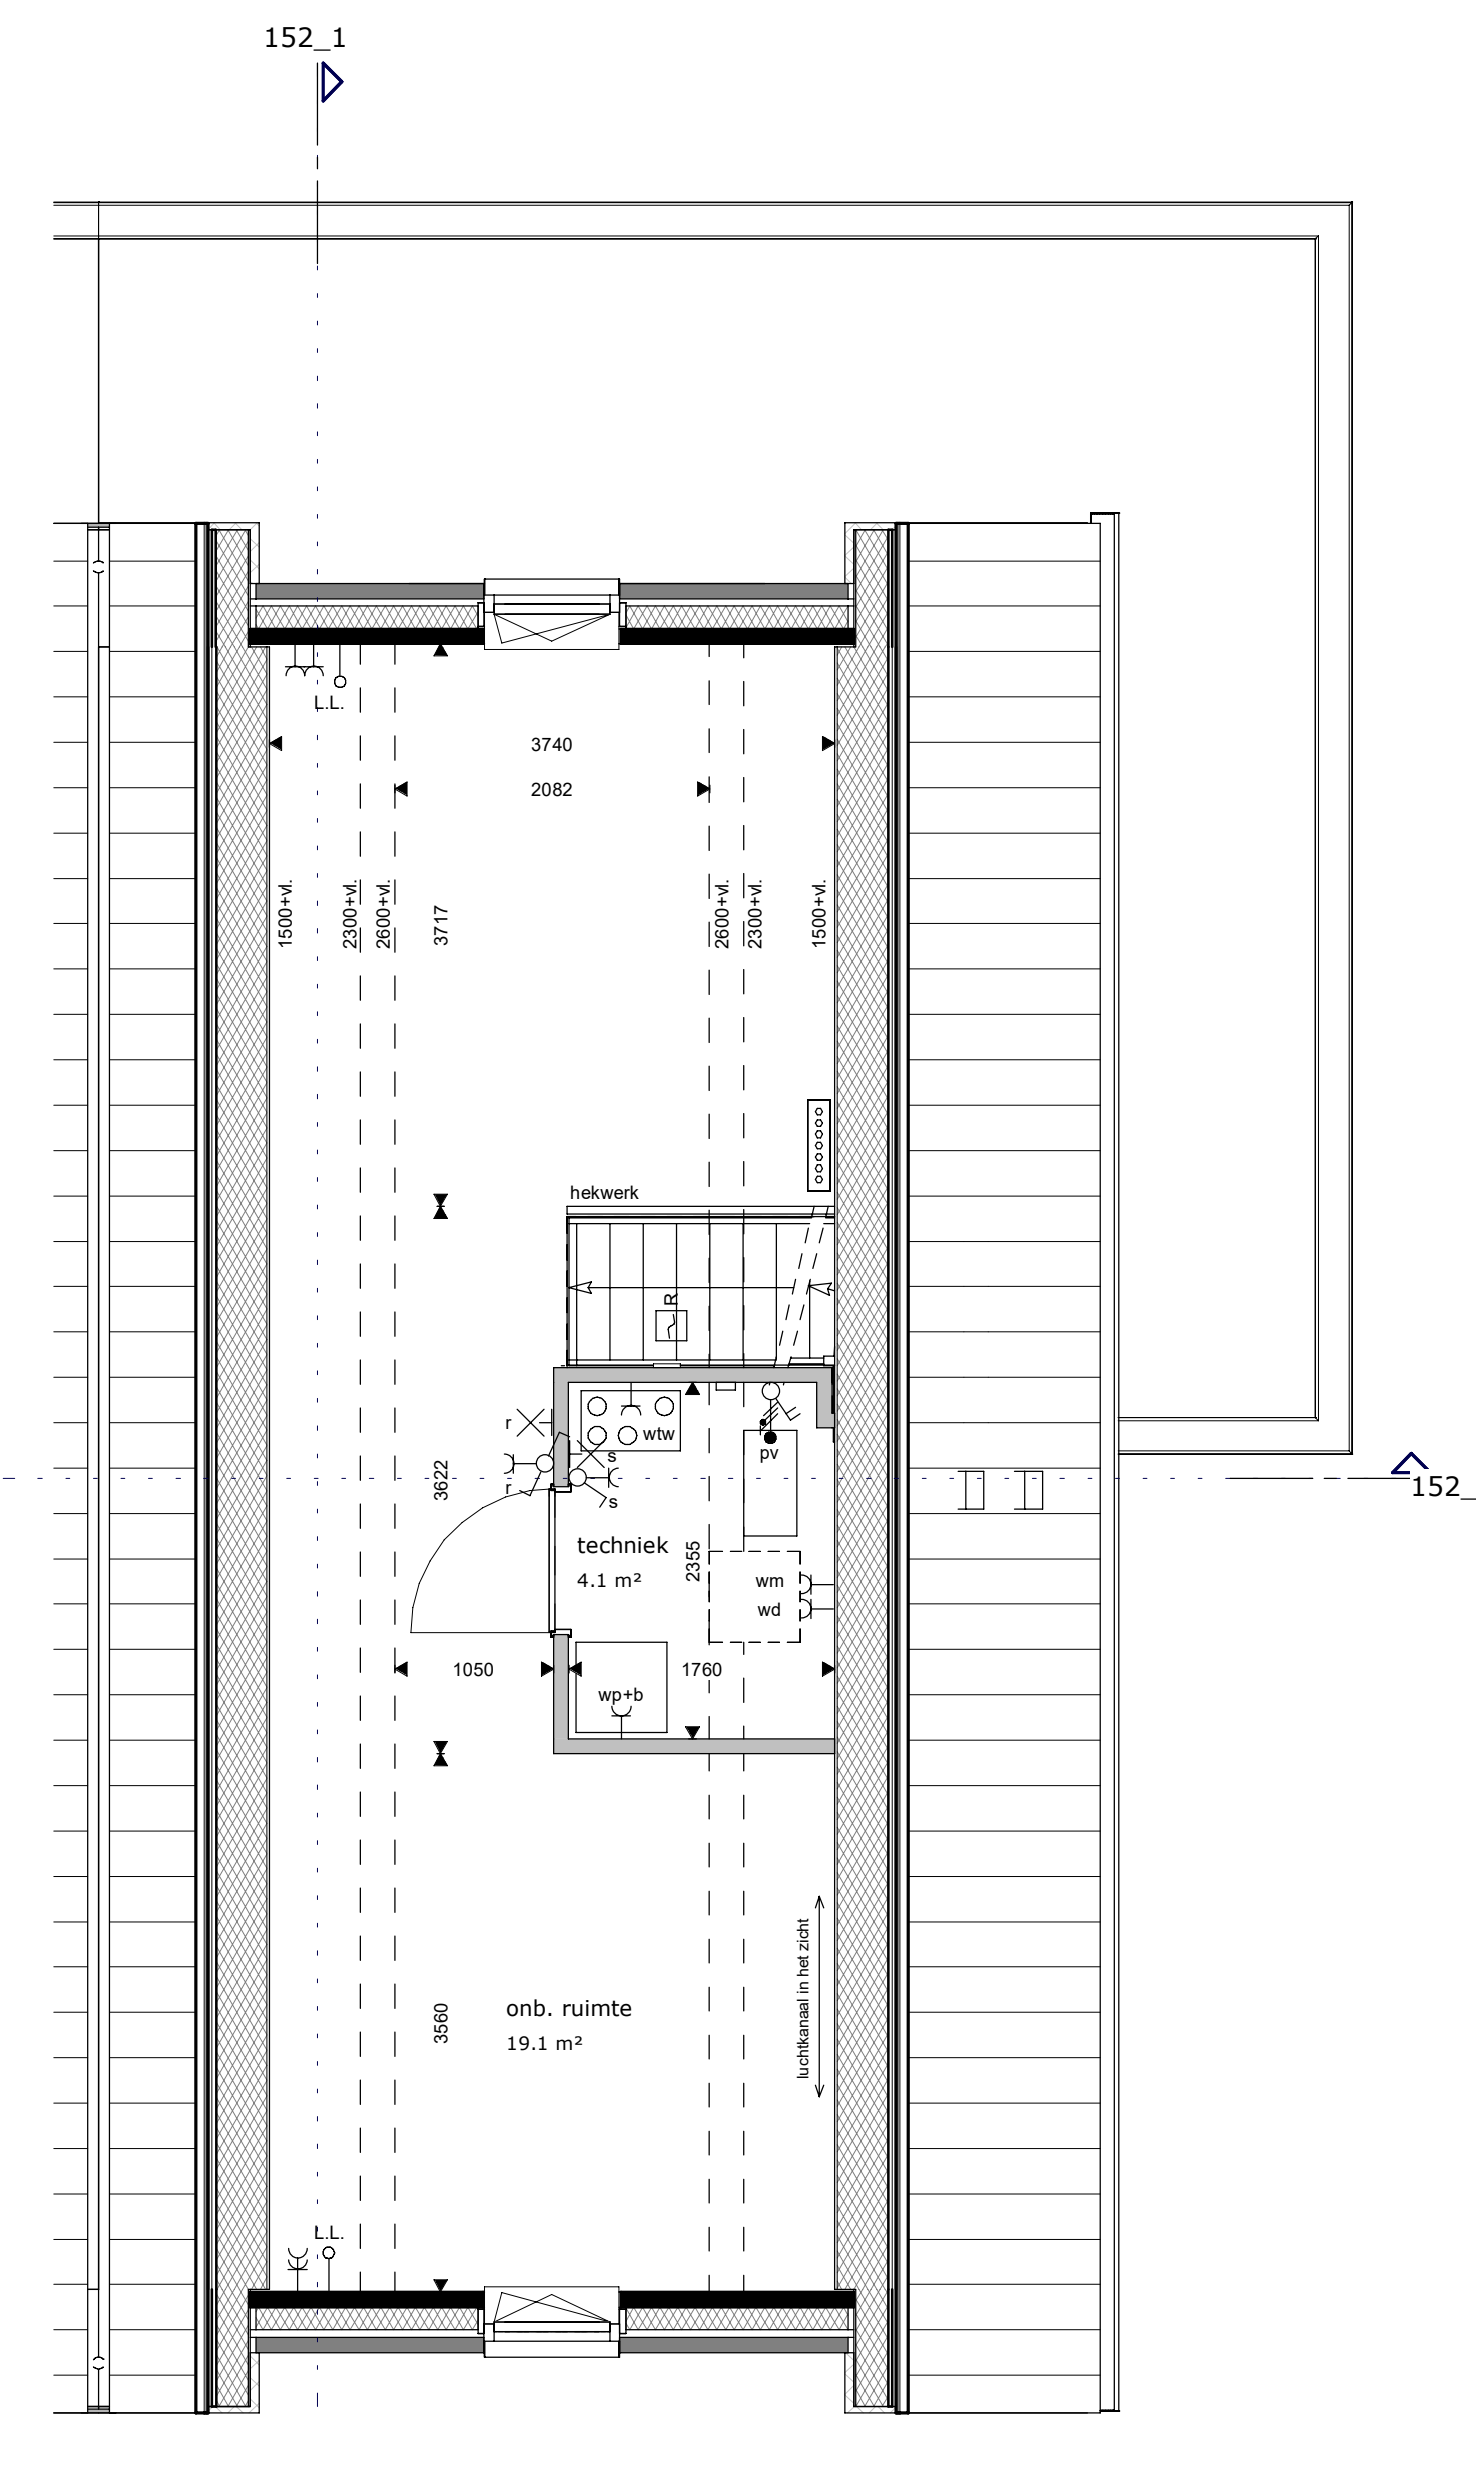 152_1
L.L.
3740
2082
1500+vl.
2300+vl.
2600+vl.
3717
2600+vl.
2300+vl.
1500+vl.
hekwerk
R
r
wtw
s
pv
r
s
3622
152_
techniek
2355
4.1 m²
wm
wd
1050
1760
wp+b
luchtkanaal in het zicht
onb. ruimte
3560
19.1 m²
L.L.